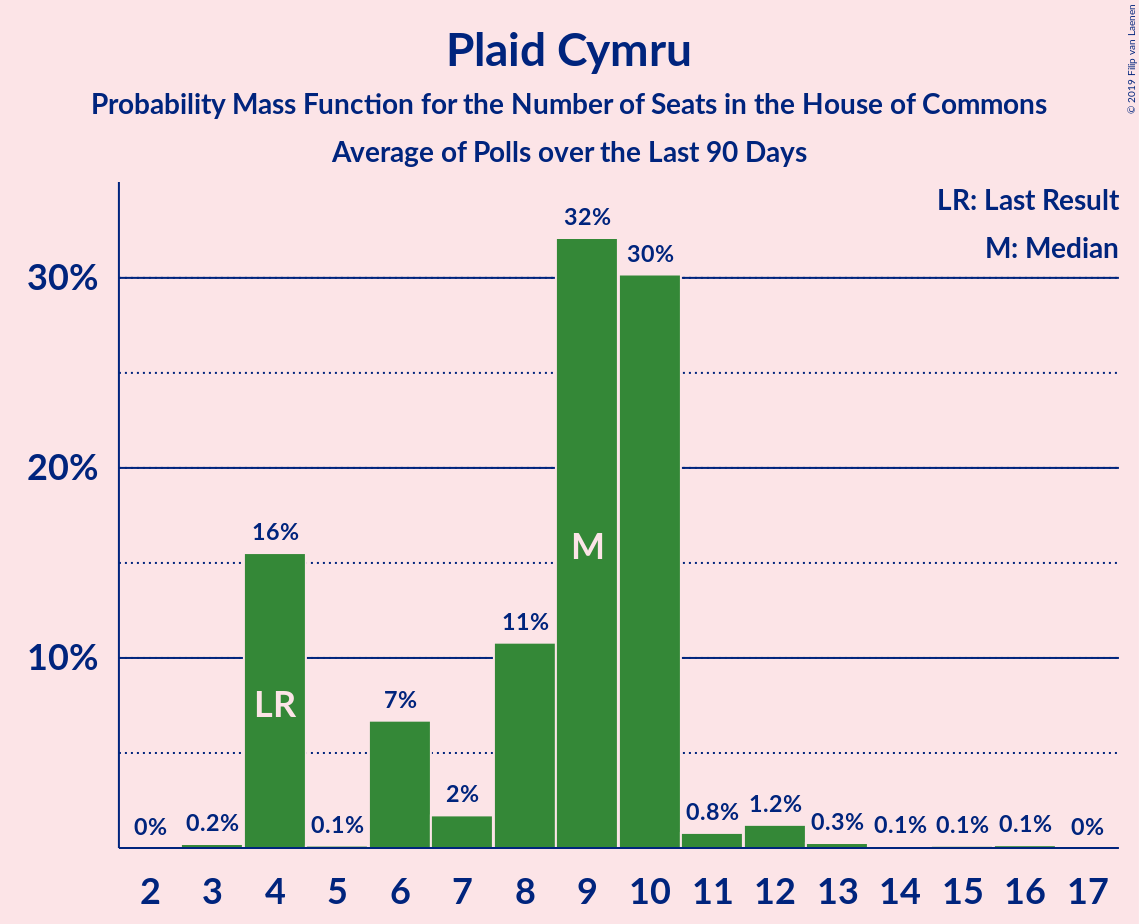 Plaid Cymru
Probability Mass Function for the Number of Seats in the House of Commons
Average of Polls over the Last 90 Days
© 2019 Filip van Laenen
LR: Last Result
M: Median
30%
20%
10%
0%
0.2%
16%
0.1%
7%
2%
11%
32%
30%
0.8%
1.2%
0.3%
0.1%
0.1%
0.1%
0%
LR
M
2 3 4 5 6 7 8 9 10 11 12 13 14 15 16 17